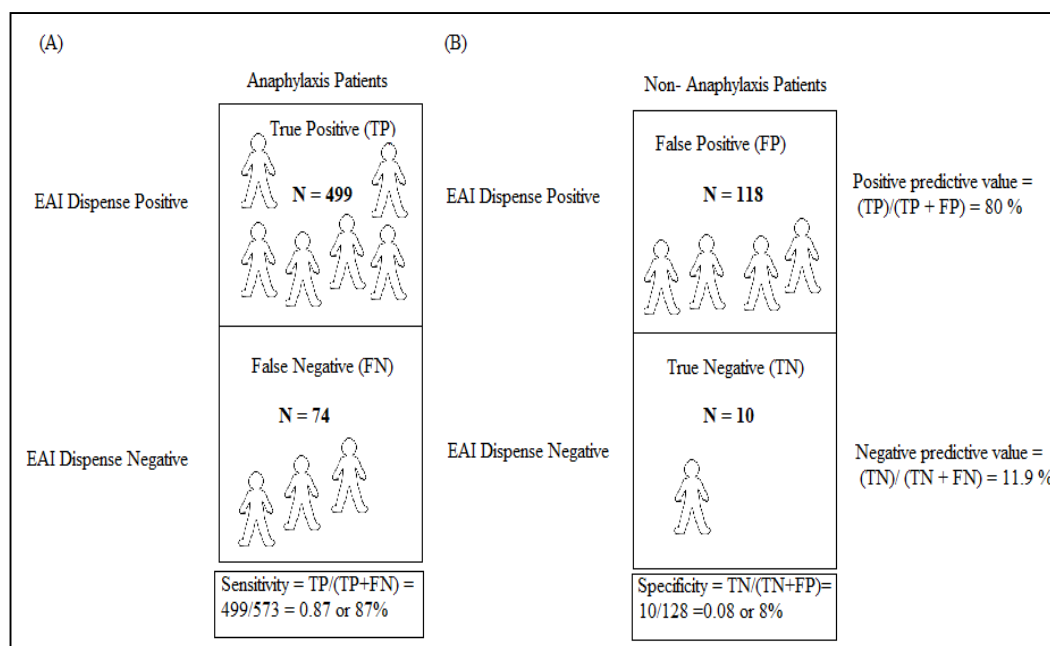 (A)
(B)
Anaphylaxis Patients
Non- Anaphylaxis Patients
True Positive (TP)
N = 499
EAI Dispense Positive
False Positive (FP)
N = 118
EAI Dispense Positive
Positive predictive value =
(TP)/(TP + FP) = 80 %
False Negative (FN)
N = 74
EAI Dispense Negative
True Negative (TN)
N = 10
EAI Dispense Negative
Negative predictive value =
(TN)/ (TN + FN) = 11.9 %
Sensitivity = TP/(TP+FN) =
499/573 = 0.87 or 87%
Specificity = TN/(TN+FP)=
10/128 =0.08 or 8%